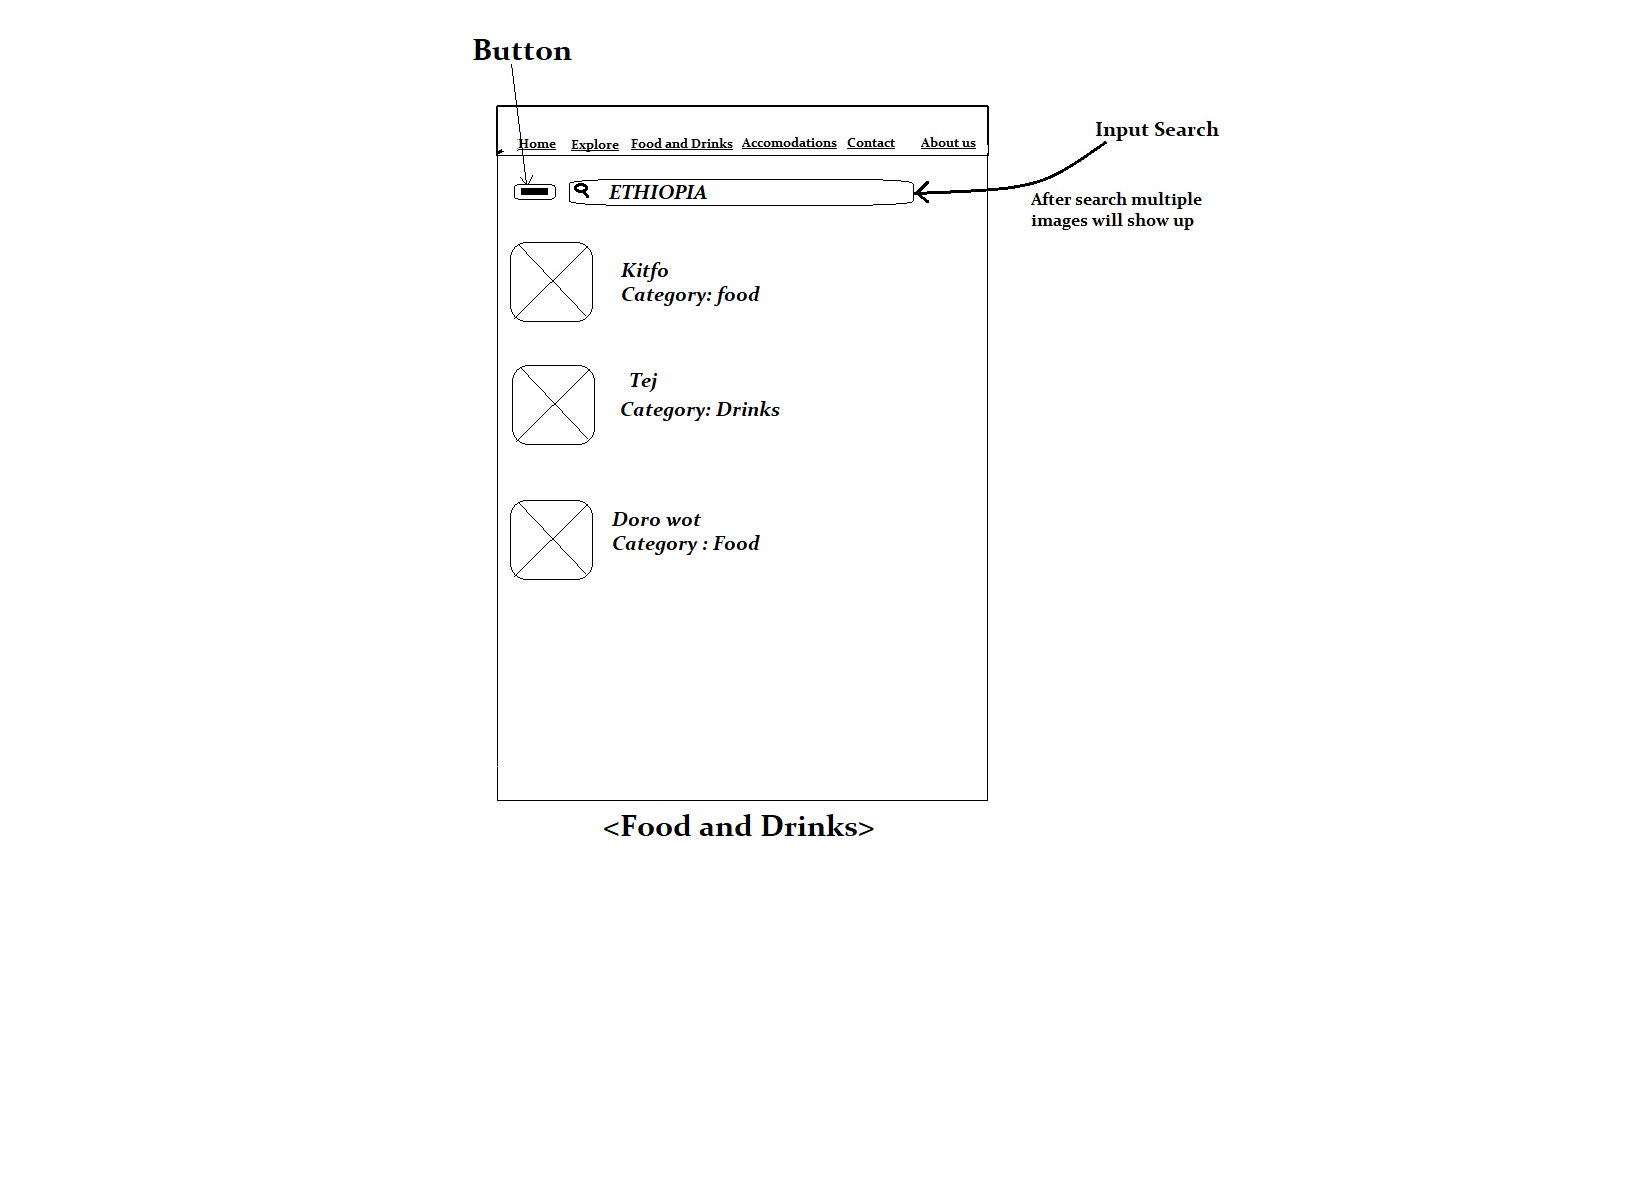 Button
Home Explore Food and Drinks Accomodations Contact About us
Input Search
ETHIOPIA
After search multiple
images will show up
Kitfo
Category: food
Tej
Category: Drinks
Doro wot
Category : Food
<Food and Drinks>